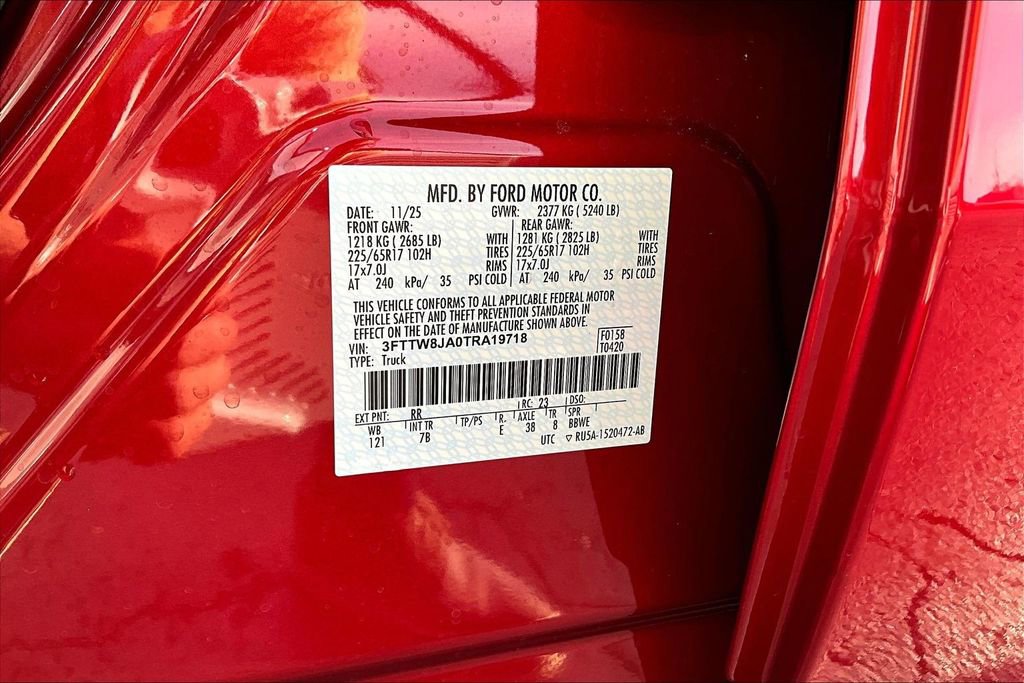 MFD. BY FORD MOTOR CO.
DATE: 11/25 GVWR: 2377 KG ( 5240 LB)
FRONT GAWR: REAR GAWR:
1218 KG ( 2685 LB) WITH 1281 KG ( 2825 LB) WITH
225/65R17 102H TIRES 225/65R17 102H TIRES
17x7.0J RIMS 17x7.0J RIMS
AT 240 kPa/ 35 PSI COLD AT 240 kPa/ 35 PSI COLD
THIS VEHICLE CONFORMS TO ALL APPLICABLE FEDERAL MOTOR
VEHICLE SAFETY AND THEFT PREVENTION STANDARDS IN
EFFECT ON THE DATE OF MANUFACTURE SHOWN ABOVE.
VIN: 3FTTW8JA0TRA19718 F0158
TYPE: Truck T0420
EXT PNT: RR RC: 23 DSO:
WB INT TR TP/PS R. AXLE TR SPR
121 7B E 38 8 BBWE
UTC ▽ RU5A-1520472-AB